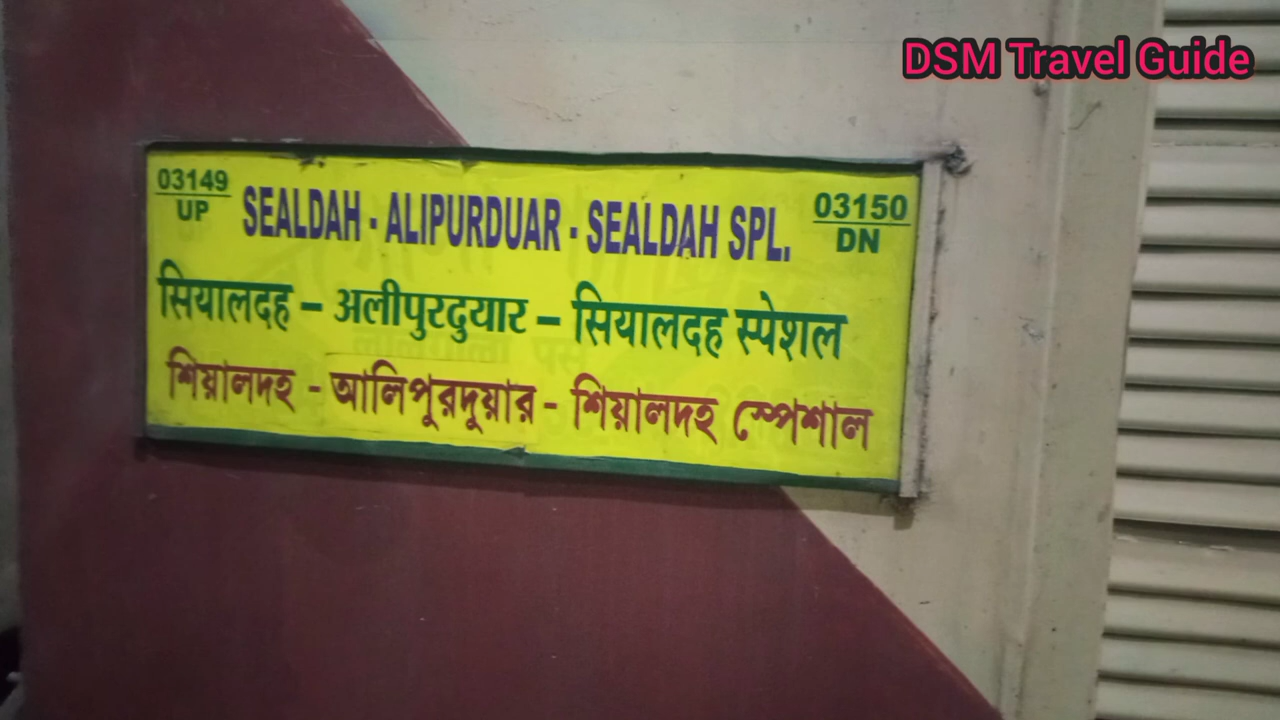 DSM Travel Guide
03149
UP
SEALDAH - ALIPURDUAR - SEALDAH SPL.
03150
DN
सियालदह – अलीपुरदुयार – सियालदह स्पेशल
শিয়ালদহ - আলিপুরদুয়ার - শিয়ালদহ স্পেশাল